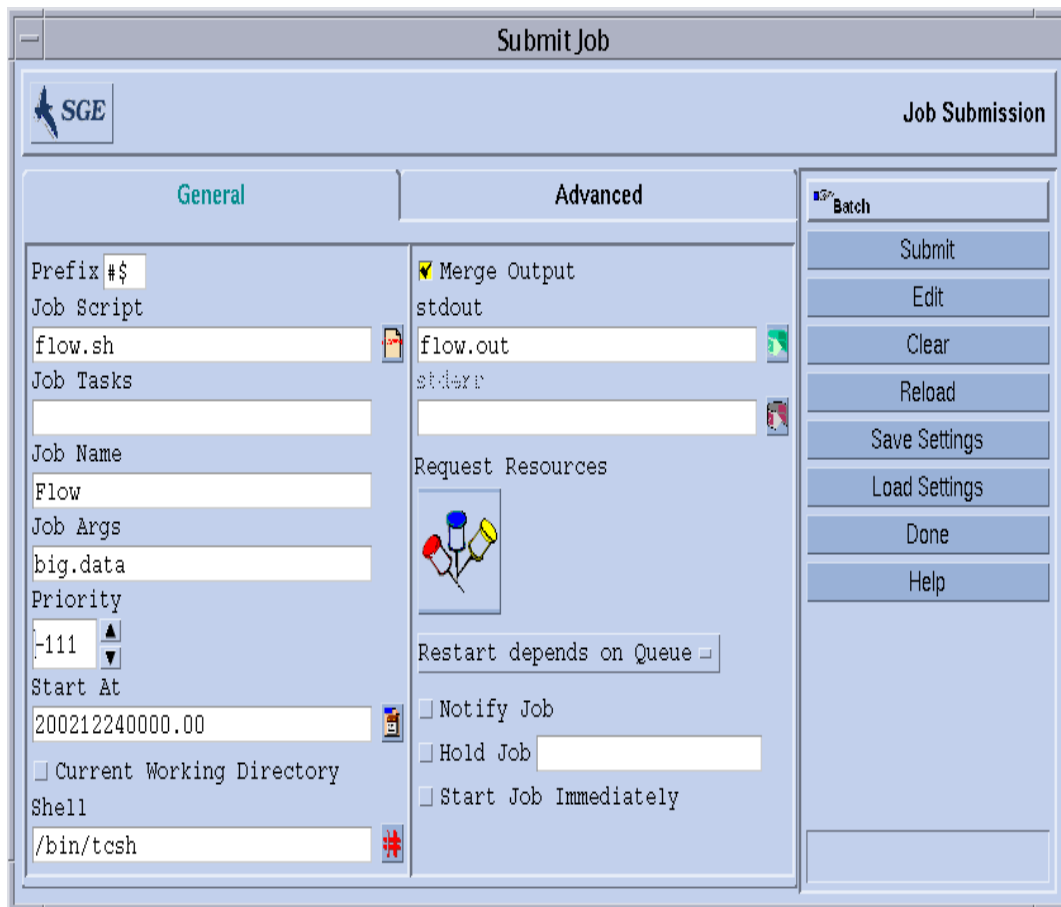 Submit Job
SGE
Job Submission
General
Advanced
Prefix #$
Job Script
flow.sh
Job Tasks
Job Name
Flow
Job Args
big.data
Priority
-111
Start At
200212240000.00
Current Working Directory
Shell
/bin/tcsh
Merge Output
stdout
flow.out
stderr
Request Resources
Restart depends on Queue
Notify Job
Hold Job
Start Job Immediately
Batch
Submit
Edit
Clear
Reload
Save Settings
Load Settings
Done
Help